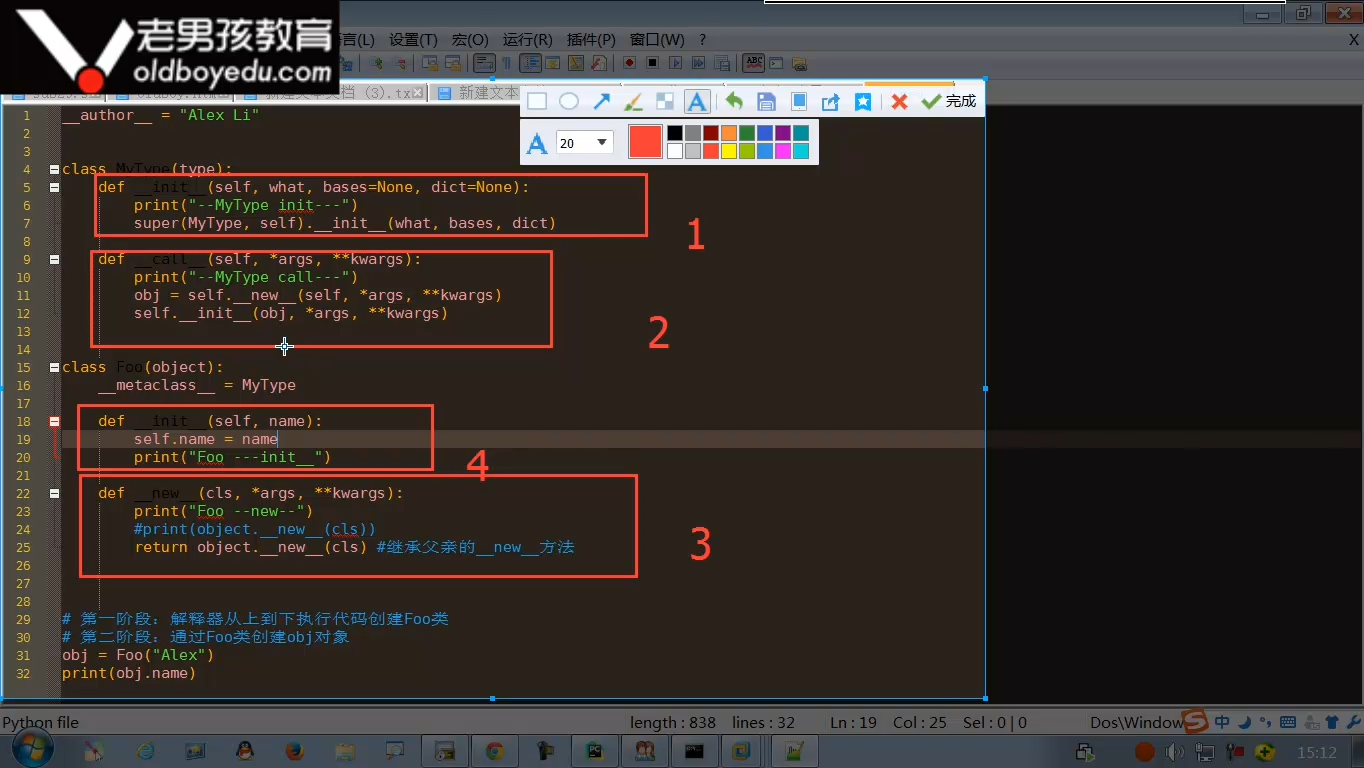 老男孩教育
oldboyedu.com
语言(L) 设置(T) 宏(O) 运行(R) 插件(P) 窗口(W) ? X
新建文本文档 (3).tx 新建文本
完成
20
1 __author__ = "Alex Li"
2
3
4 class MyType(type):
5 def __init__(self, what, bases=None, dict=None):
6 print("--MyType init---")
7 super(MyType, self).__init__(what, bases, dict)
1
8
9 def __call__(self, *args, **kwargs):
10 print("--MyType call---")
11 obj = self.__new__(self, *args, **kwargs)
12 self.__init__(obj, *args, **kwargs)
2
13
14
15 class Foo(object):
16 __metaclass__ = MyType
17
18 def __init__(self, name):
19 self.name = name
20 print("Foo ---init__")
4
21
22 def __new__(cls, *args, **kwargs):
23 print("Foo --new--")
24 #print(object.__new__(cls))
25 return object.__new__(cls) #继承父亲的__new__方法
3
26
27
28
29 # 第一阶段：解释器从上到下执行代码创建Foo类
30 # 第二阶段：通过Foo类创建obj对象
31 obj = Foo("Alex")
32 print(obj.name)
Python file length : 838 lines : 32 Ln : 19 Col : 25 Sel : 0 | 0 Dos\Window 中
15:12